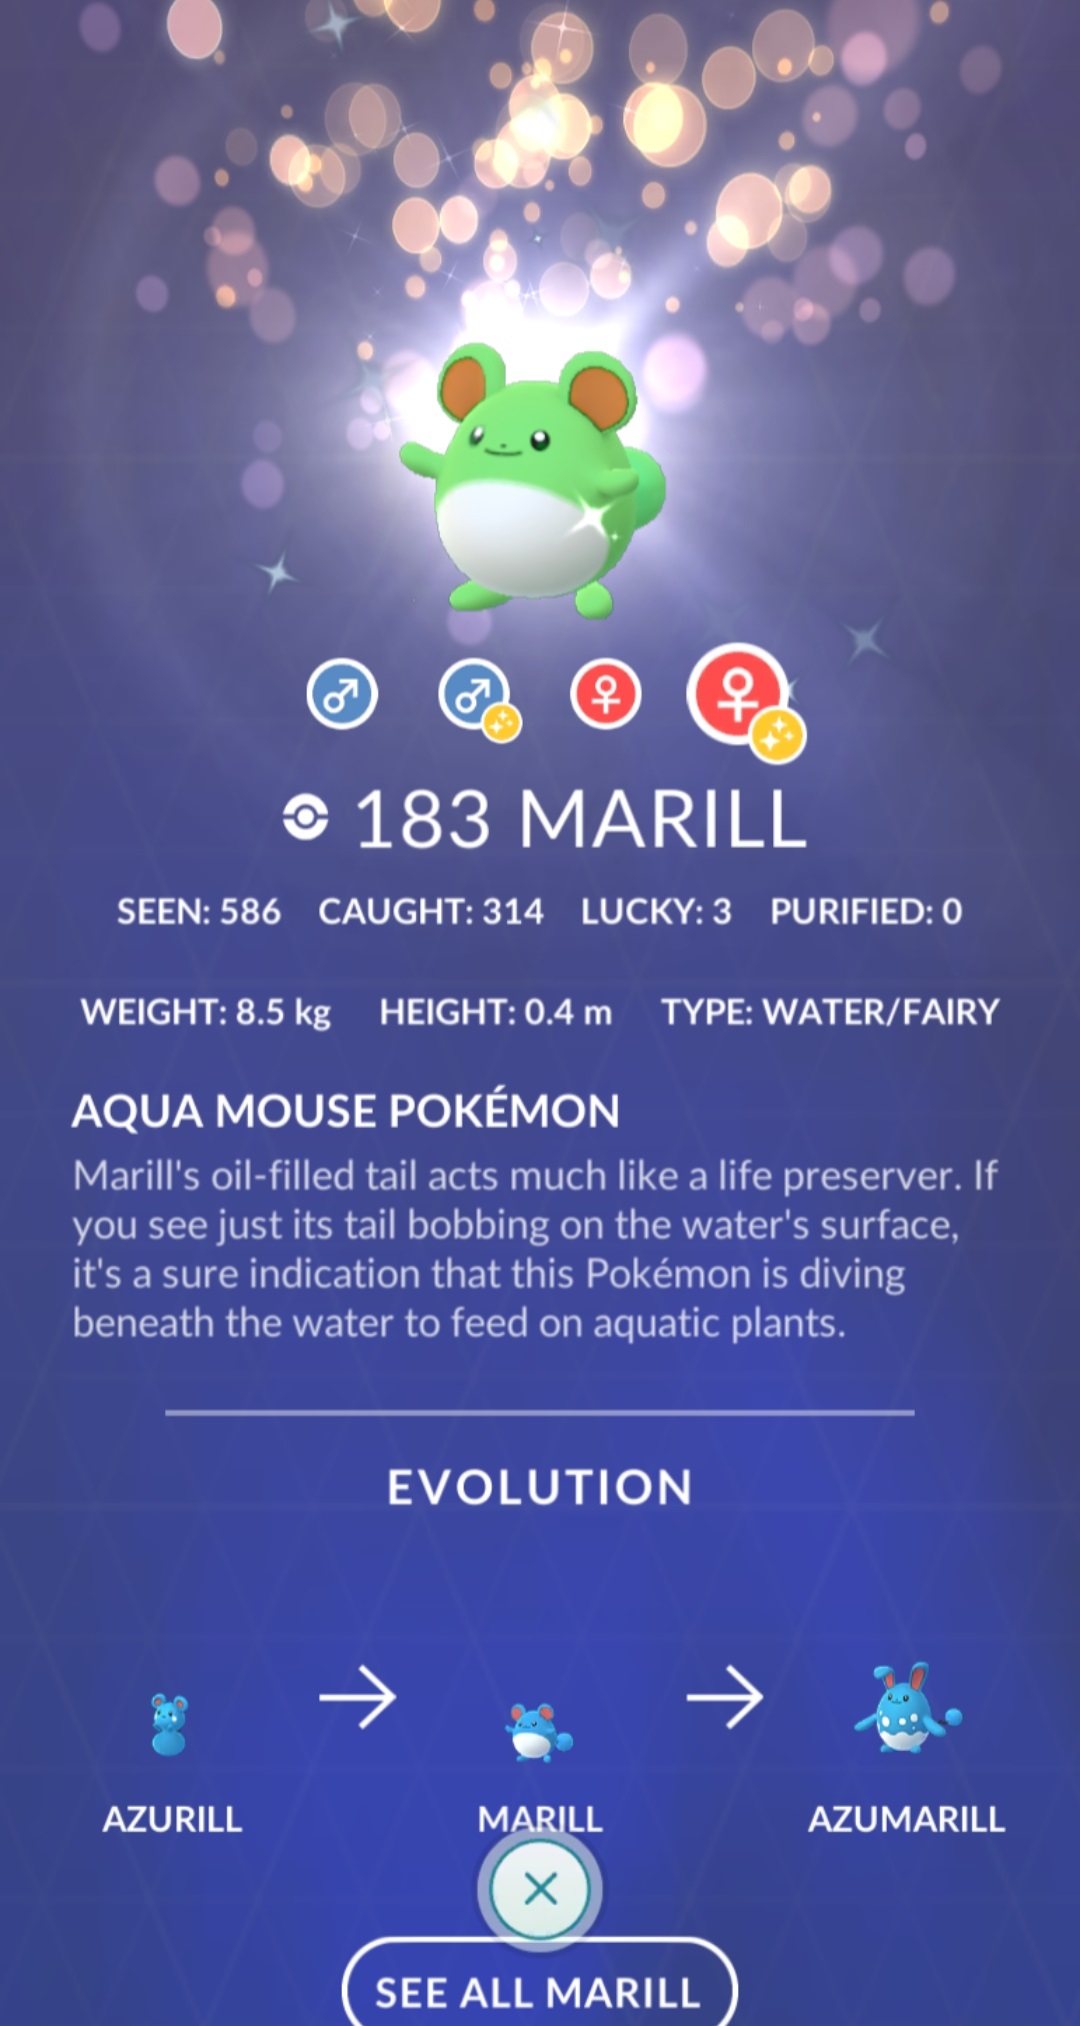 183 MARILL
SEEN: 586 CAUGHT: 314 LUCKY: 3 PURIFIED: 0
WEIGHT: 8.5 kg HEIGHT: 0.4 m TYPE: WATER/FAIRY
AQUA MOUSE POKÉMON
Marill's oil-filled tail acts much like a life preserver. If
you see just its tail bobbing on the water's surface,
it's a sure indication that this Pokémon is diving
beneath the water to feed on aquatic plants.
EVOLUTION
AZURILL MARILL AZUMARILL
SEE ALL MARILL